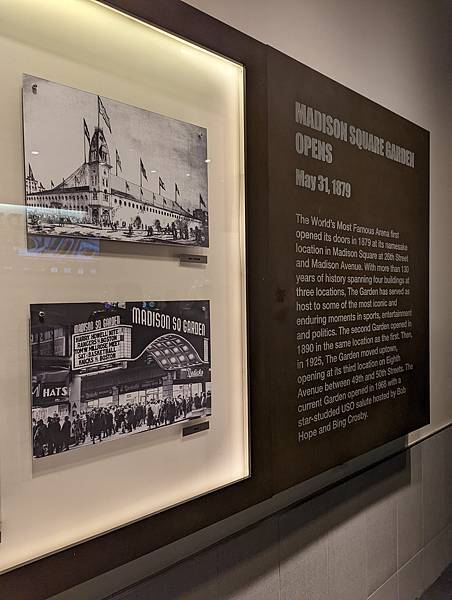 MADISON SQUARE GARDEN
OPENS
May 31, 1879
The World's Most Famous Arena first
opened its doors in 1879 at its namesake
location in Madison Square at 26th Street
and Madison Avenue. With more than 130
years of history spanning four buildings at
three locations, The Garden has served as
host to some of the most iconic and
enduring moments in sports, entertainment
and politics. The second Garden opened in
1890 in the same location as the first. Then,
in 1925, The Garden moved uptown,
opening at its third location on Eighth
Avenue between 49th and 50th Streets. The
current Garden opened in 1968 with a
star-studded USO salute hosted by Bob
Hope and Bing Crosby.
MADISON SQ GARDEN
HATS